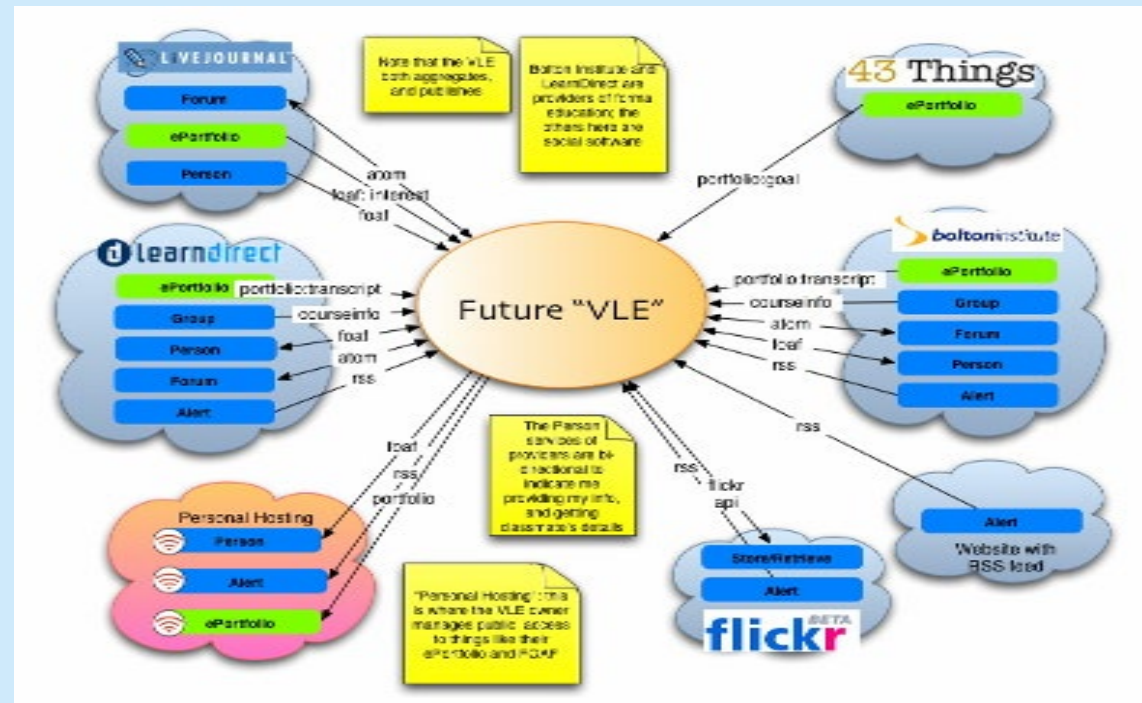 LIVEJOURNAL
Forum
ePortfolio
Person
atom
foaf: interest
foaf
Note that the VLE
both aggregates,
and publishes
Bolton Institute and
LearnDirect are
providers of forma
education; the
others here are
social software
43 Things
ePortfolio
portfolio:goal
learndirect
ePortfolio
Group
Person
Forum
Alert
portfolio:transcript
courseinfo
foaf
atom
rss
Future "VLE"
boltoninstitute
ePortfolio
Group
Forum
Person
Alert
portfolio:transcript
courseinfo
atom
foaf
rss
Personal Hosting
Person
Alert
ePortfolio
foaf
rss
portfolio
The Person
services of
providers are bi-
directional to
indicate me
providing my info,
and getting
classmate's details
"Personal Hosting": this
is where the VLE owner
manages public access
to things like their
ePortfolio and FOAF
rss
flickr
api
Store/Retrieve
Alert
BETA
flickr
rss
Alert
Website with
RSS feed